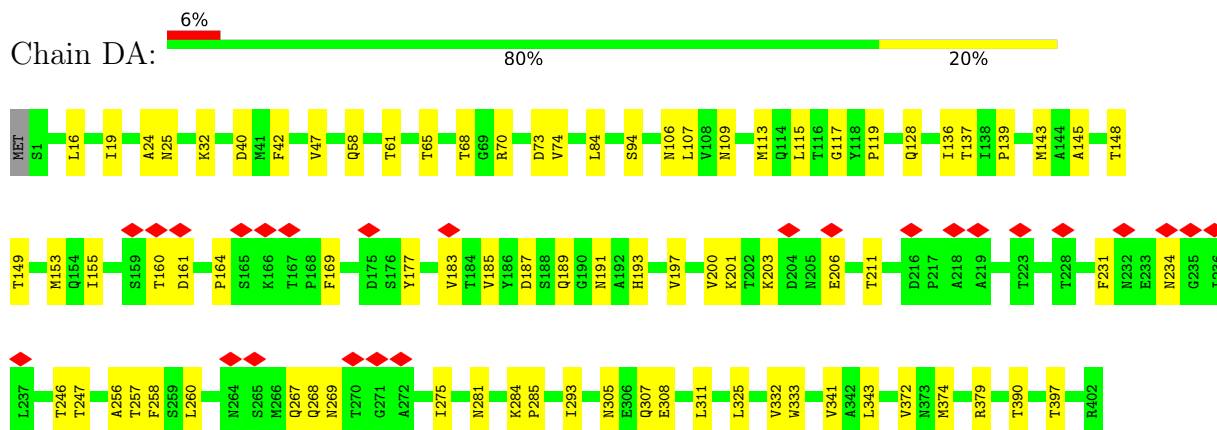 6%
Chain DA:
80% 20%
MET S1 L16 I19 A24 N25 K32 D40 M41 F42 V47 Q58 T61 T65 T68 G69 R70 D73 V74 L84 S94 N106 L107 V108 N109 M113 Q114 L115 T116 G117 Y118 P119 Q128 I136 T137 I138 P139 M143 A144 A145 T148
T149 M153 Q154 I155 S159 T160 D161 P164 S165 K166 T167 P168 F169 D175 S176 Y177 V183 T184 V185 Y186 D187 S188 Q189 G190 N191 A192 H193 V197 V200 K201 T202 K203 D204 N205 E206 T211 D216 P217 A218 A219 T223 T228 F231 N232 E233 N234 G235 I236
L237 T246 T247 A256 T257 F258 S259 L260 N264 S265 M266 Q267 Q268 N269 T270 G271 A272 I275 N281 K284 P285 I293 N305 E306 Q307 E308 L311 L325 V332 W333 V341 A342 L343 V372 N373 M374 R379 T390 T397 R402